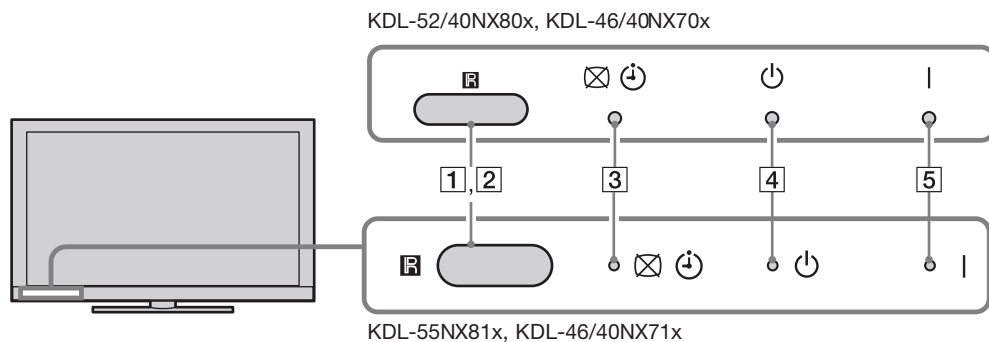 KDL-52/40NX80x, KDL-46/40NX70x
R
1, 2 3 4 5
R
KDL-55NX81x, KDL-46/40NX71x